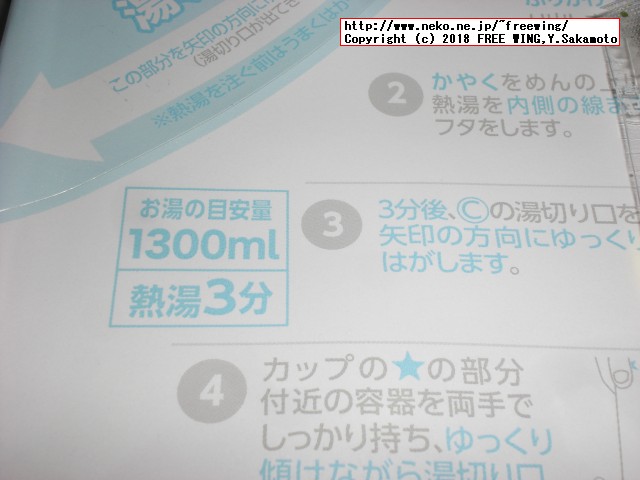 http://www.neko.ne.jp/~freewing/
Copyright (c) 2018 FREE WING,Y.Sakamoto
湯
この部分を矢印の方向に
(湯切り口が出てき
※熱湯を注ぐ前はつまくはが
2
かやくをめんの上
熱湯を内側の線ま
フタをします。
お湯の目安量
1300ml
熱湯3分
3
3分後、Ⓒの湯切り口を
矢印の方向にゆっくり
はがします。
4
カップの★の部分
付近の容器を両手で
しっかり持ち、ゆっくり
傾けながら湯切り口